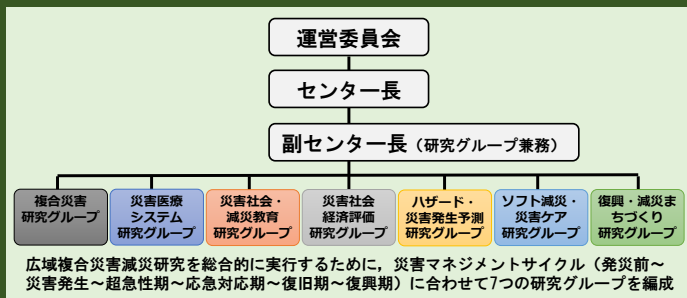 運営委員会
センター長
副センター長（研究グループ兼務）
複合災害
研究グループ
災害医療
システム
研究グループ
災害社会・
減災教育
研究グループ
災害社会
経済評価
研究グループ
ハザード・
災害発生予測
研究グループ
ソフト減災・
災害ケア
研究グループ
復興・減災ま
ちづくり
研究グループ
広域複合災害減災研究を総合的に実行するために，災害マネジメントサイクル（発災前～
災害発生～超急性期～応急対応期～復旧期～復興期）に合わせて7つの研究グループを編成